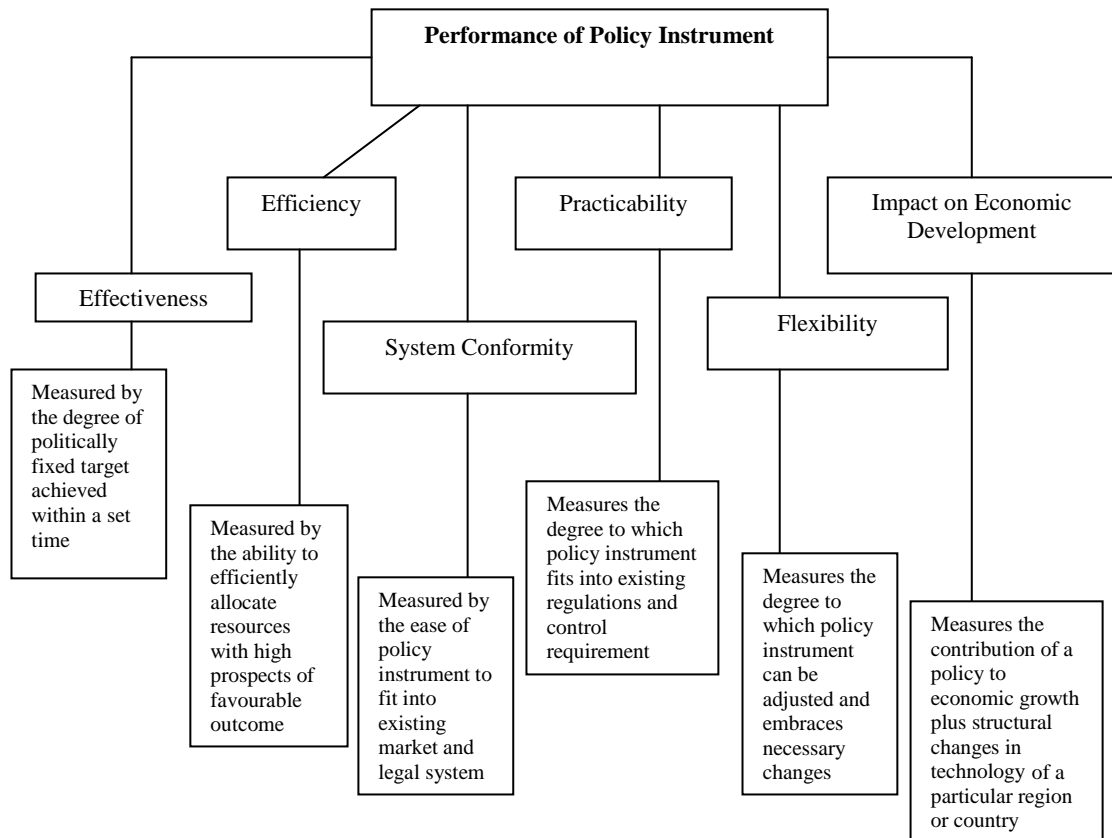 Performance of Policy Instrument
Efficiency
Practicability
Impact on Economic
Development
Effectiveness
System Conformity
Flexibility
Measured by
the degree of
politically
fixed target
achieved
within a set
time
Measured by
the ability to
efficiently
allocate
resources
with high
prospects of
favourable
outcome
Measured by
the ease of
policy
instrument to
fit into
existing
market and
legal system
Measures the
degree to which
policy instrument
fits into existing
regulations and
control
requirement
Measures the
degree to
which policy
instrument
can be
adjusted and
embraces
necessary
changes
Measures the
contribution of a
policy to
economic growth
plus structural
changes in
technology of a
particular region
or country